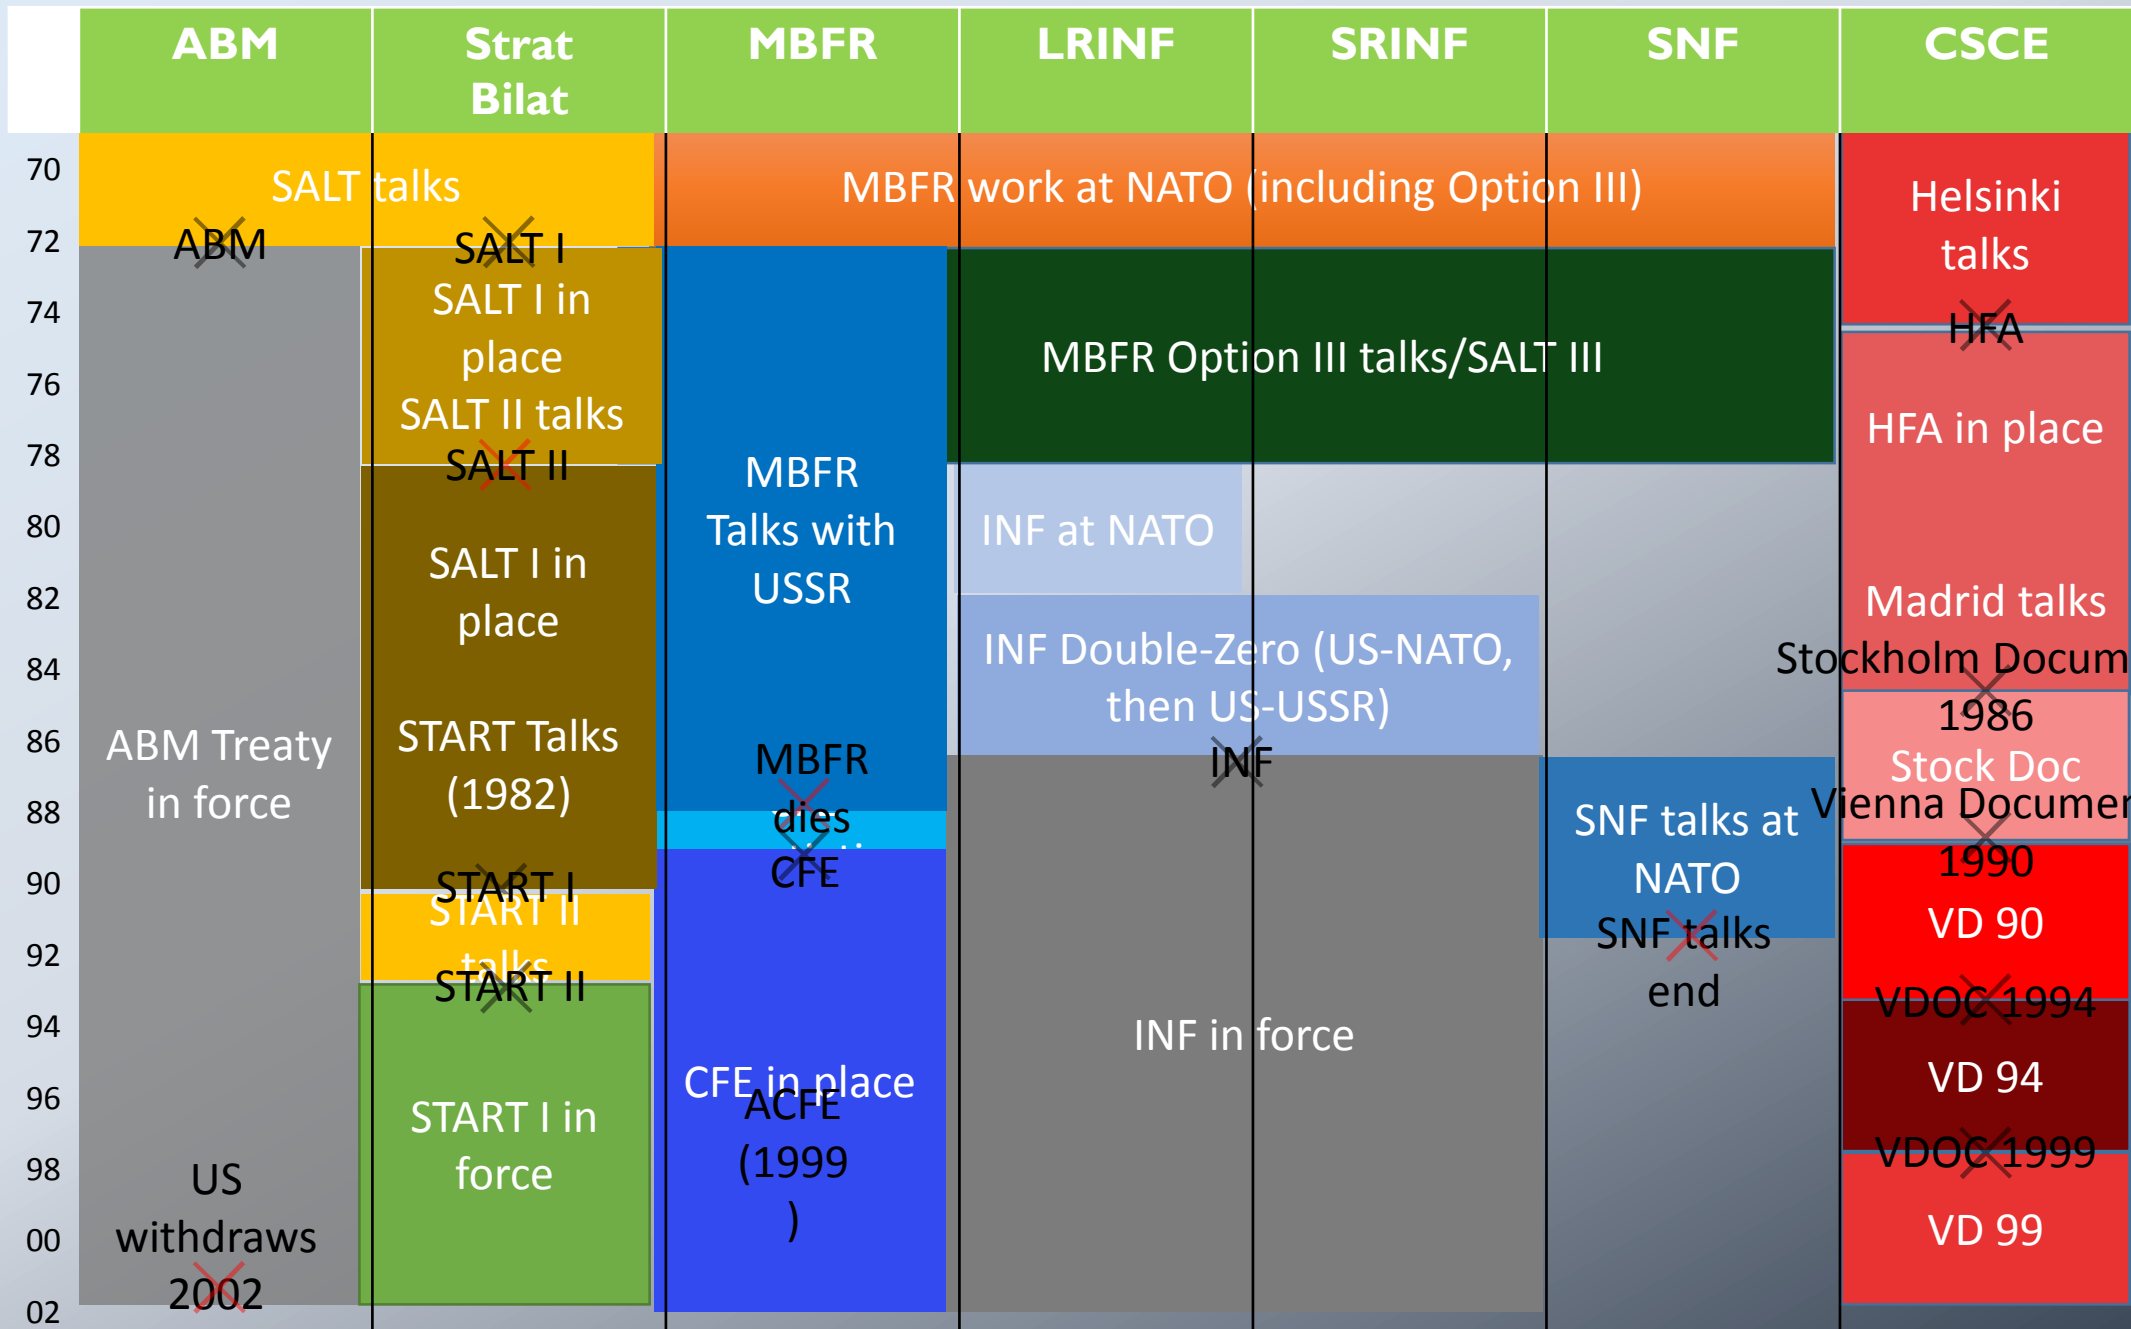 ABM
Strat
Bilat
MBFR
LRINF
SRINF
SNF
CSCE
70
72
74
76
78
80
82
84
86
88
90
92
94
96
98
00
02
SALT talks
ABM
ABM Treaty
in force
US
withdraws
2002
SALT I
SALT I in
place
SALT II talks
SALT II
SALT I in
place
START Talks
(1982)
START I
START II
talks
START II
START I in
force
MBFR work at NATO (including Option III)
MBFR
Talks with
USSR
MBFR
dies
CFE
CFE in place
ACFE
(1999
)
MBFR Option III talks/SALT III
INF at NATO
INF Double-Zero (US-NATO,
then US-USSR)
INF
INF in force
SNF talks at
NATO
SNF talks
end
Helsinki
talks
HFA
HFA in place
Madrid talks
Stockholm Docum
1986
Stock Doc
Vienna Documen
1990
VD 90
VDOC 1994
VD 94
VDOC 1999
VD 99